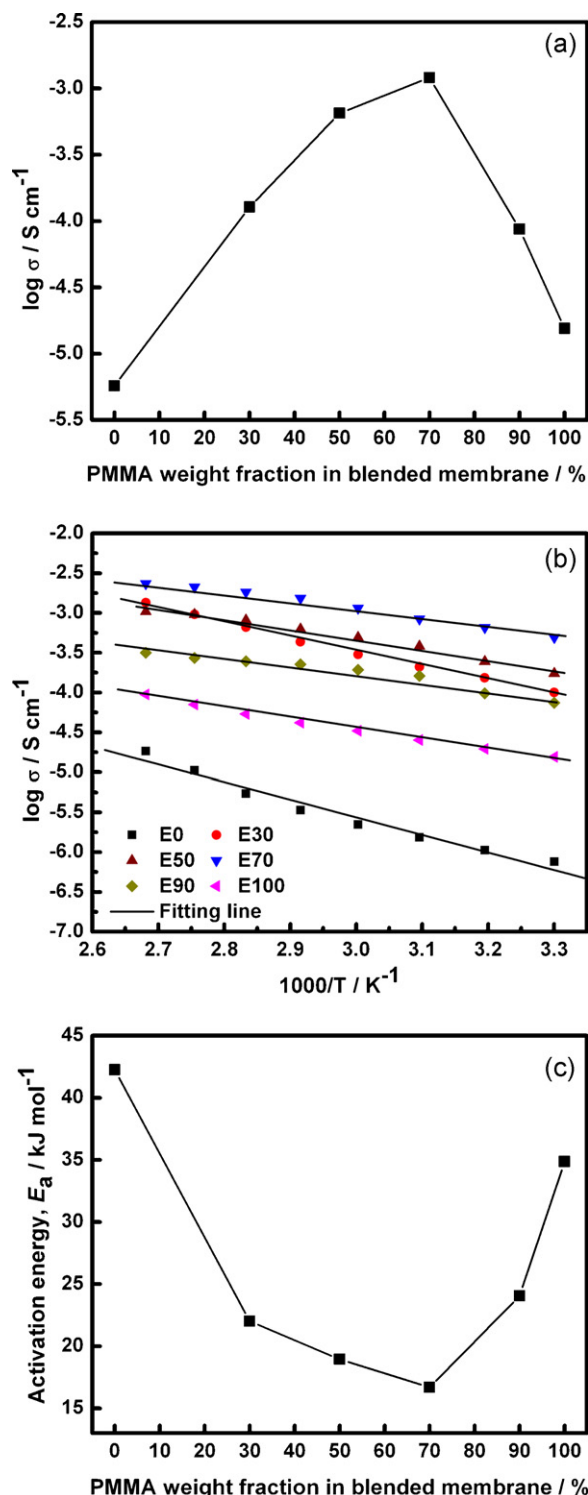 (a)
-2.5
-3.0
-3.5
-4.0
-4.5
-5.0
-5.5
log σ / S cm⁻¹
0 10 20 30 40 50 60 70 80 90 100
PMMA weight fraction in blended membrane / %
(b)
-2.0
-2.5
-3.0
-3.5
-4.0
-4.5
-5.0
-5.5
-6.0
-6.5
-7.0
log σ / S cm⁻¹
E0 E30
E50 E70
E90 E100
Fitting line
2.6 2.7 2.8 2.9 3.0 3.1 3.2 3.3
1000/T / K⁻¹
(c)
45
40
35
30
25
20
15
Activation energy, Eₐ / kJ mol⁻¹
0 10 20 30 40 50 60 70 80 90 100
PMMA weight fraction in blended membrane / %